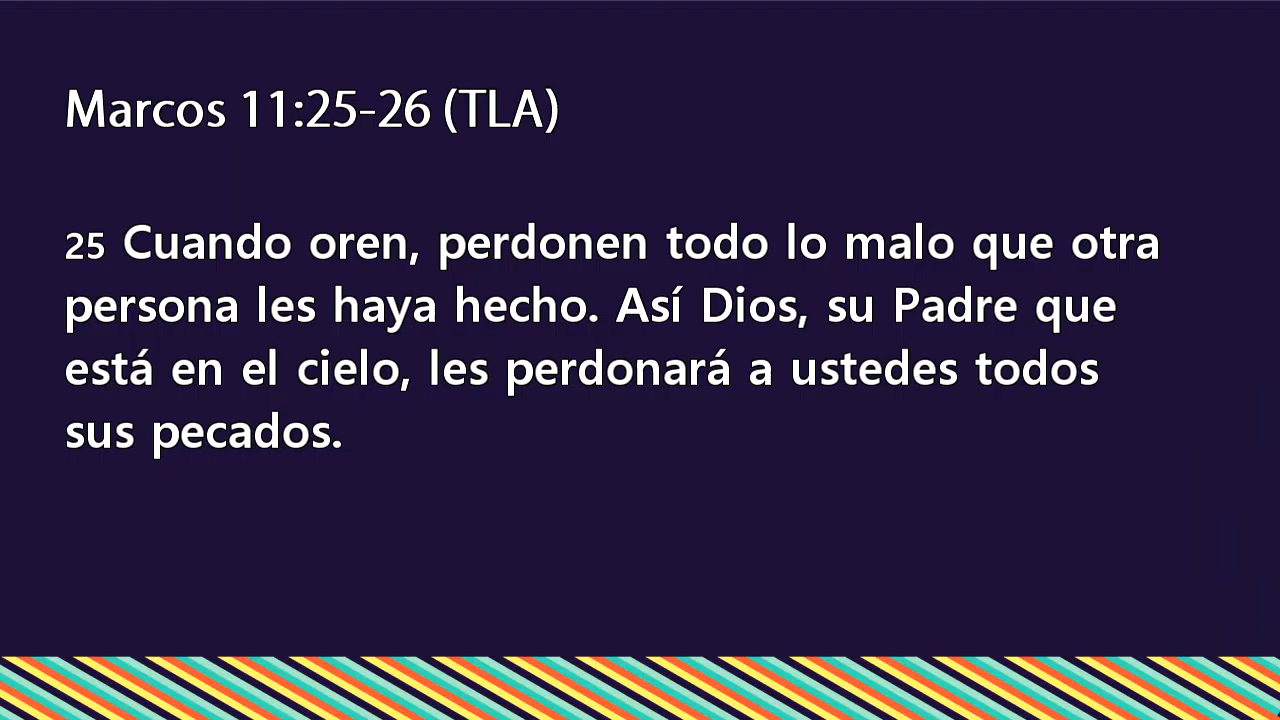 Marcos 11:25-26 (TLA)
25 Cuando oren, perdonen todo lo malo que otra
persona les haya hecho. Así Dios, su Padre que
está en el cielo, les perdonará a ustedes todos
sus pecados.